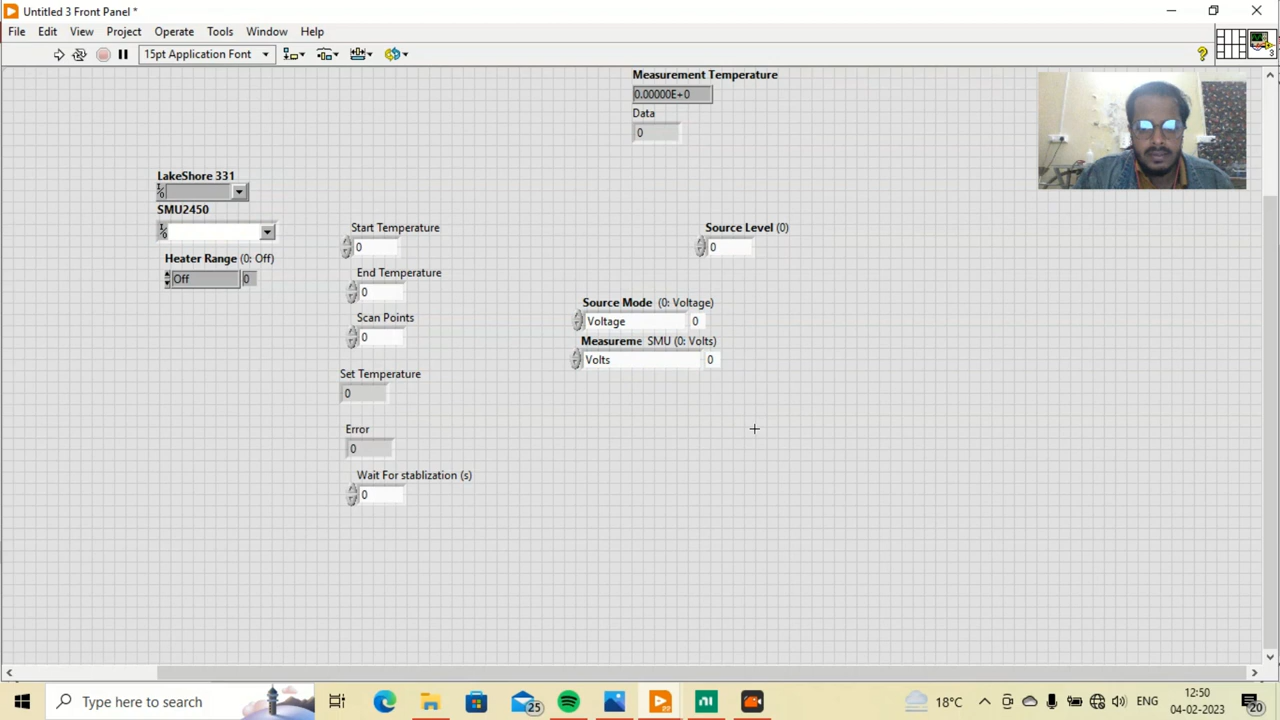 Untitled 3 Front Panel *
File Edit View Project Operate Tools Window Help
15pt Application Font
3
Measurement Temperature
0.00000E+0
Data
0
LakeShore 331
SMU2450
Heater Range (0: Off)
Off 0
Start Temperature
0
End Temperature
0
Scan Points
0
Set Temperature
0
Error
0
Wait For stablization (s)
0
Source Level (0)
0
Source Mode (0: Voltage)
Voltage 0
Measureme SMU (0: Volts)
Volts 0
Type here to search
25
22
18°C
ENG
12:50
04-02-2023
20